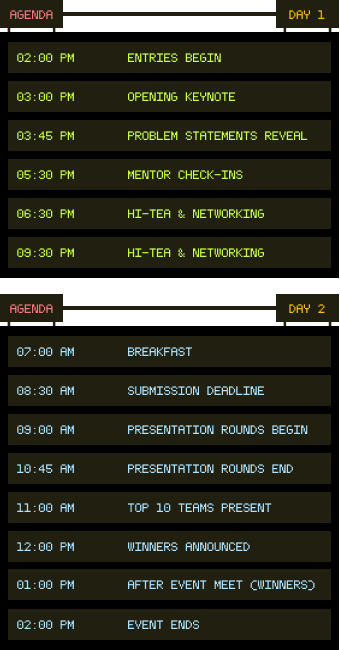 AGENDA DAY 1
02:00 PM ENTRIES BEGIN
03:00 PM OPENING KEYNOTE
03:45 PM PROBLEM STATEMENTS REVEAL
05:30 PM MENTOR CHECK-INS
06:30 PM HI-TEA & NETWORKING
09:30 PM HI-TEA & NETWORKING
AGENDA DAY 2
07:00 AM BREAKFAST
08:30 AM SUBMISSION DEADLINE
09:00 AM PRESENTATION ROUNDS BEGIN
10:45 AM PRESENTATION ROUNDS END
11:00 AM TOP 10 TEAMS PRESENT
12:00 PM WINNERS ANNOUNCED
01:00 PM AFTER EVENT MEET (WINNERS)
02:00 PM EVENT ENDS